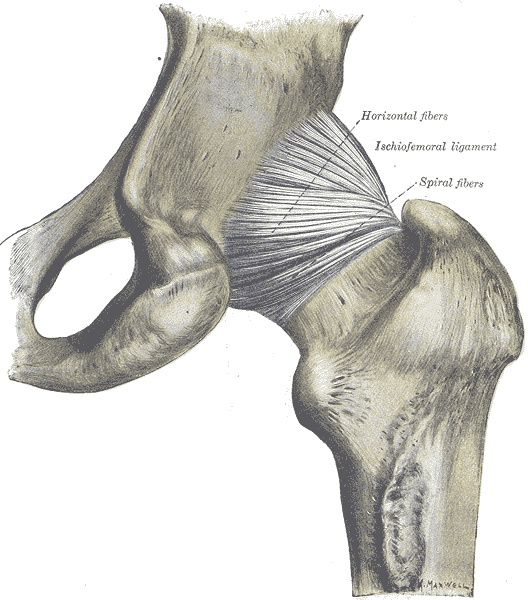 Horizontal fibers
Ischiofemoral ligament
Spiral fibers
K. MAXWELL